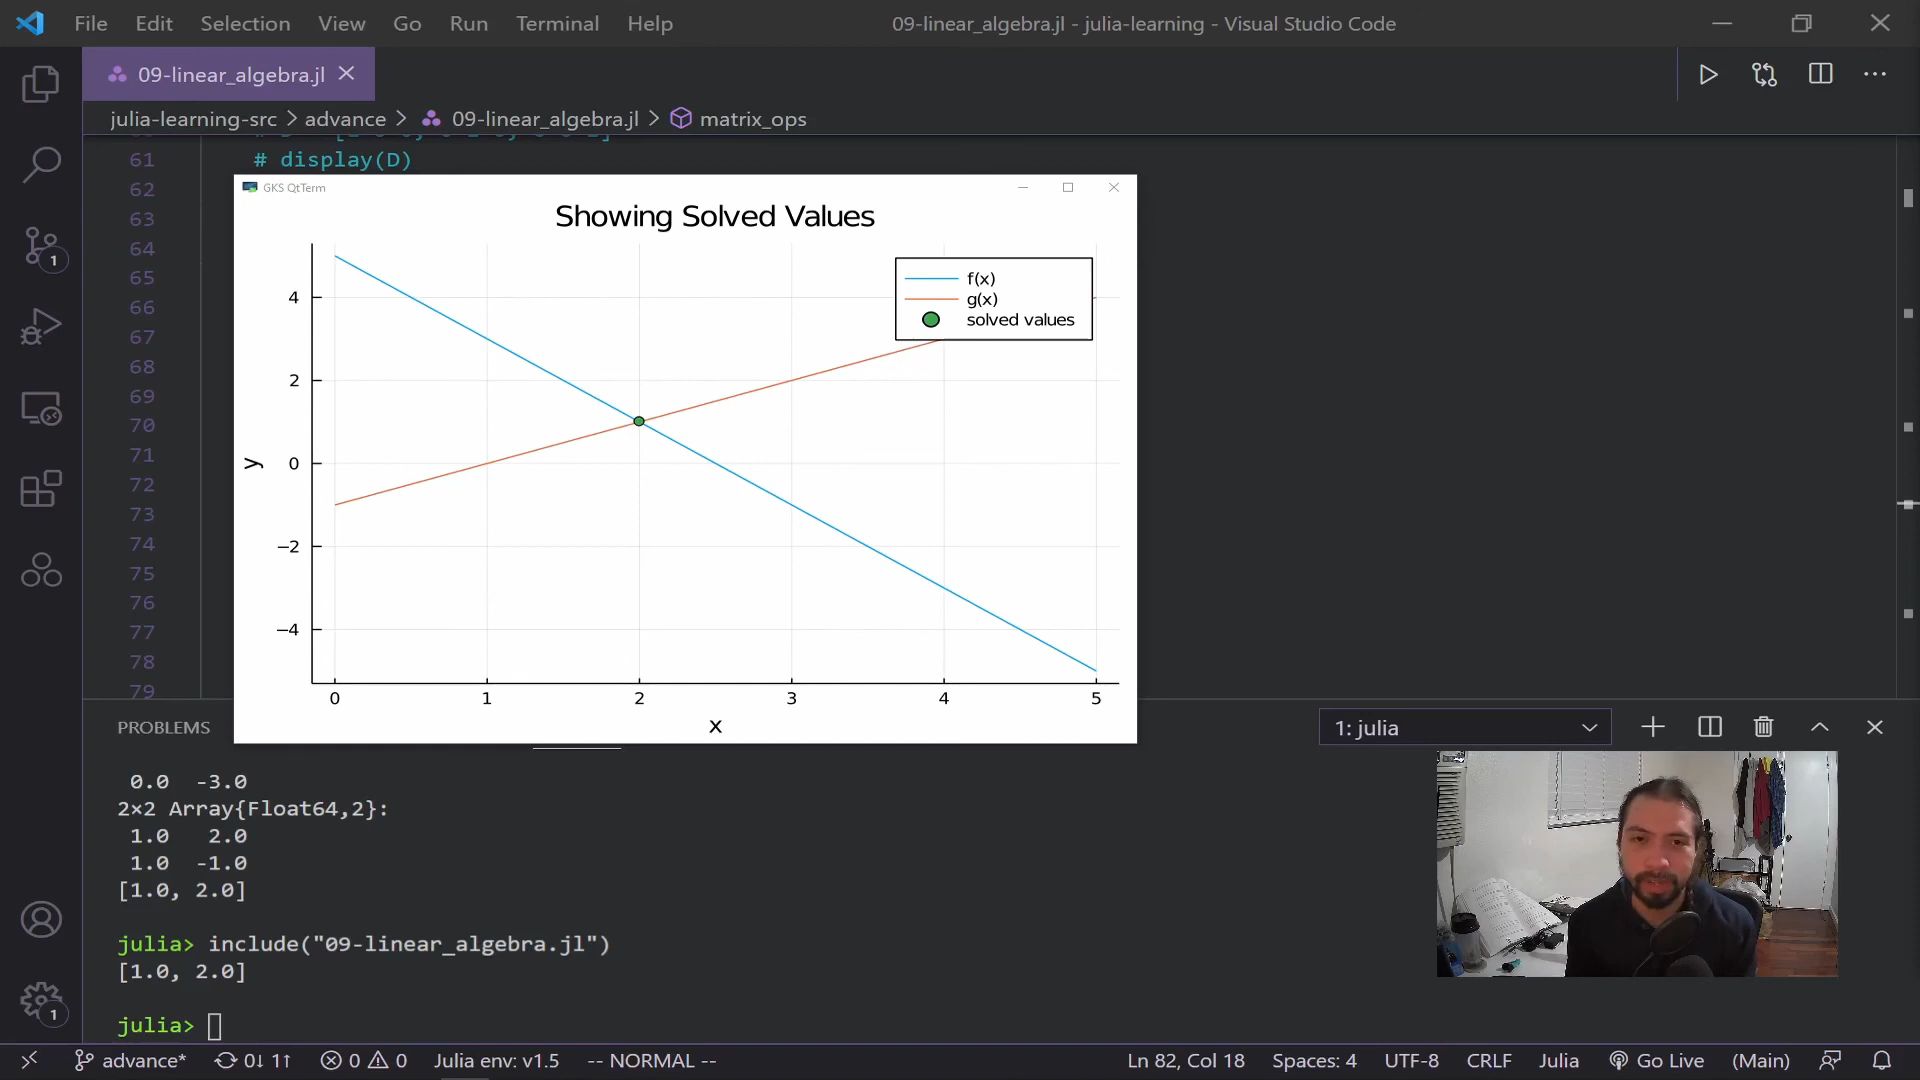 File Edit Selection View Go Run Terminal Help
09-linear_algebra.jl - julia-learning - Visual Studio Code
09-linear_algebra.jl
julia-learning-src > advance > 09-linear_algebra.jl > matrix_ops
61 # display(D)
62
63
64
65
66
67
68
69
70
71
72
73
74
75
76
77
78
79
GKS QtTerm
Showing Solved Values
f(x)
g(x)
solved values
4
2
0
−2
−4
y
0 1 2 3 4 5
x
PROBLEMS
1: julia
0.0 -3.0
2×2 Array{Float64,2}:
1.0 2.0
1.0 -1.0
[1.0, 2.0]
julia> include("09-linear_algebra.jl")
[1.0, 2.0]
julia>
1
1
advance* 0↓ 1↑ 0 0 Julia env: v1.5 -- NORMAL -- Ln 82, Col 18 Spaces: 4 UTF-8 CRLF Julia Go Live (Main)